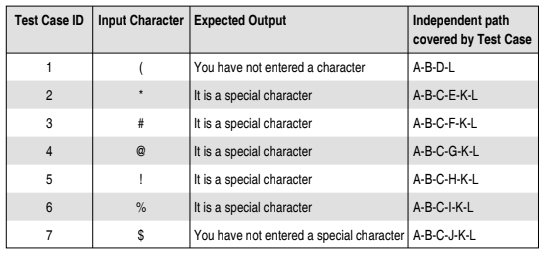 Test Case ID Input Character Expected Output Independent path
covered by Test Case
1 ( You have not entered a character A-B-D-L
2 * It is a special character A-B-C-E-K-L
3 # It is a special character A-B-C-F-K-L
4 @ It is a special character A-B-C-G-K-L
5 ! It is a special character A-B-C-H-K-L
6 % It is a special character A-B-C-I-K-L
7 $ You have not entered a special character A-B-C-J-K-L